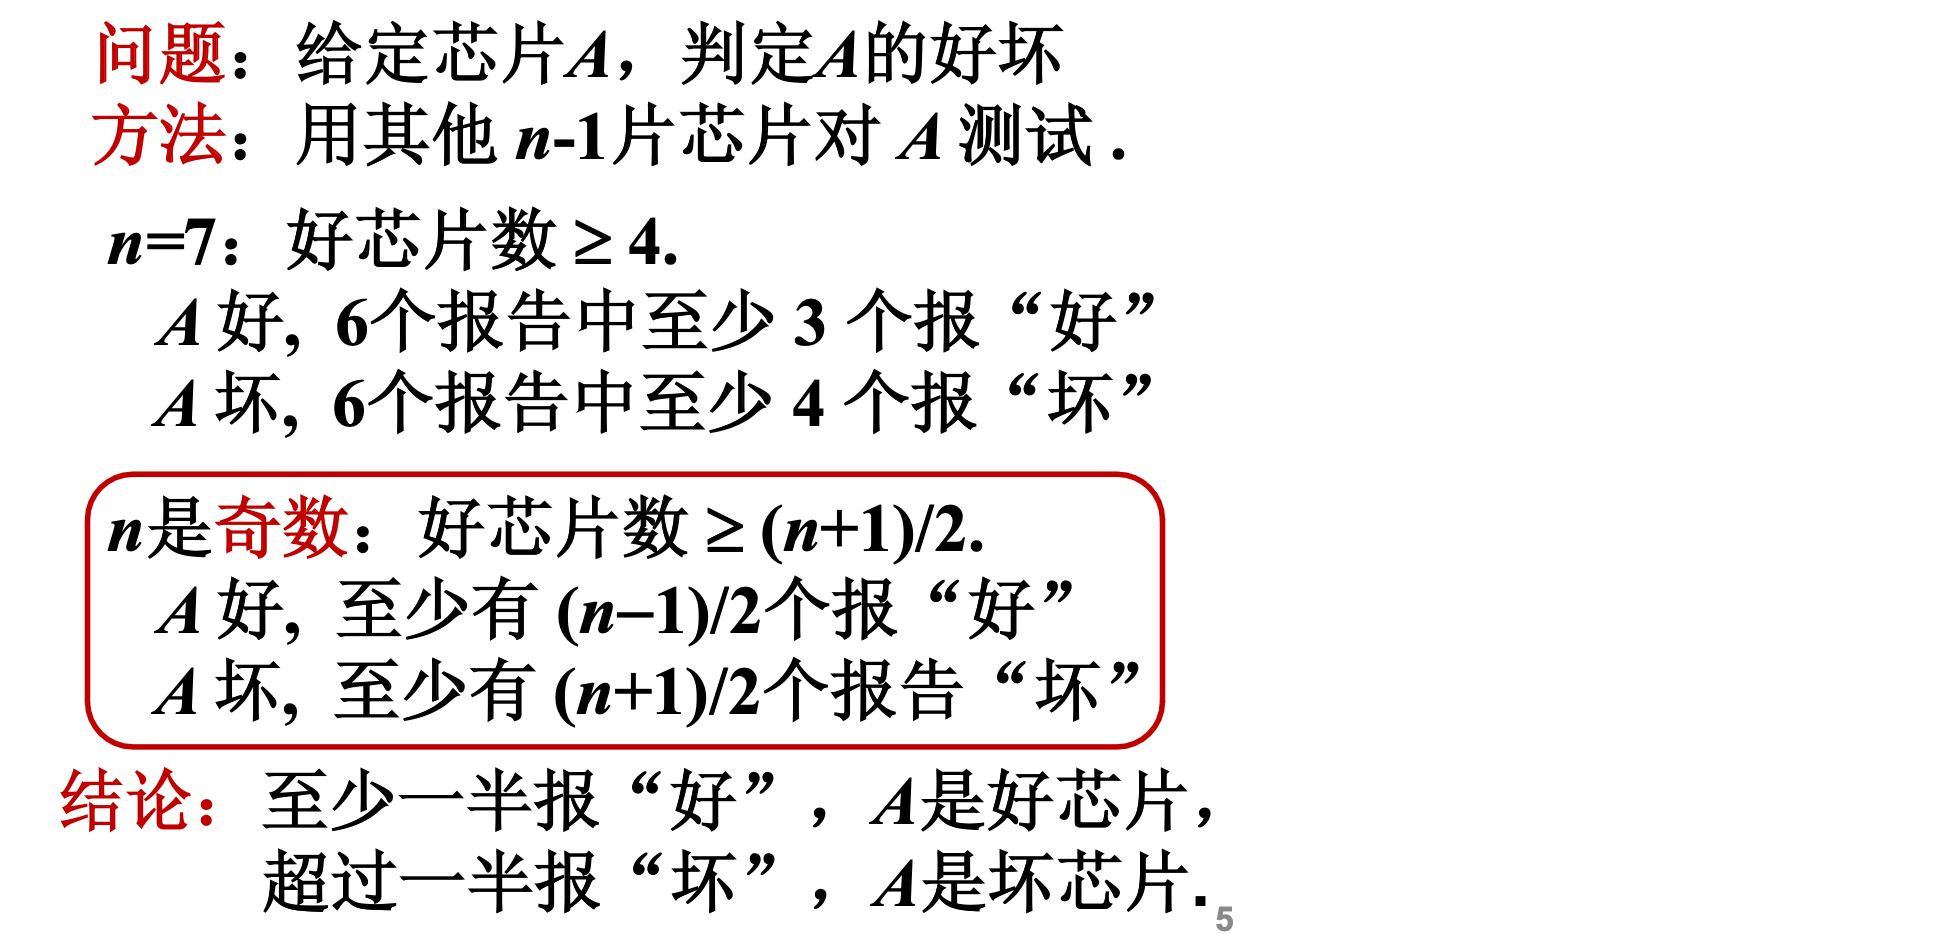 问题：给定芯片A，判定A的好坏
方法：用其他 n-1片芯片对 A 测试 .
n=7：好芯片数 ≥ 4.
A 好, 6个报告中至少 3 个报“好”
A 坏, 6个报告中至少 4 个报“坏”
n是奇数：好芯片数 ≥ (n+1)/2.
A 好, 至少有 (n–1)/2个报“好”
A 坏, 至少有 (n+1)/2个报告“坏”
结论：至少一半报“好”，A是好芯片，
超过一半报“坏”，A是坏芯片.
5